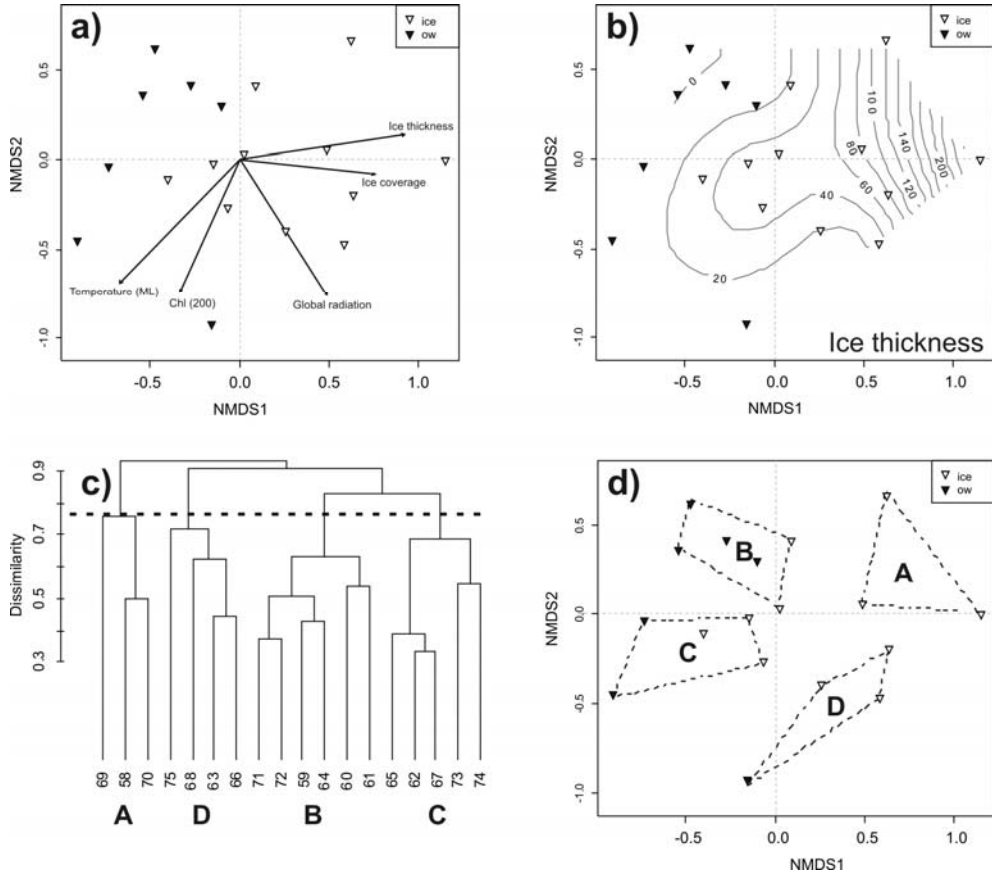 a)
ice
ow
0.5
0.0
-0.5
-1.0
NMDS2
Ice thickness
Ice coverage
Temperature (ML)
Chl (200)
Global radiation
-0.5 0.0 0.5 1.0
NMDS1
b)
ice
ow
0.5
0.0
-0.5
-1.0
NMDS2
0
100
140
200
80
60
120
40
20
Ice thickness
-0.5 0.0 0.5 1.0
NMDS1
c)
0.9
0.7
0.5
0.3
Dissimilarity
69 58 70 75 68 63 66 71 72 59 64 60 61 65 62 67 73 74
A D B C
d)
ice
ow
0.5
0.0
-0.5
-1.0
NMDS2
B
A
C
D
-0.5 0.0 0.5 1.0
NMDS1